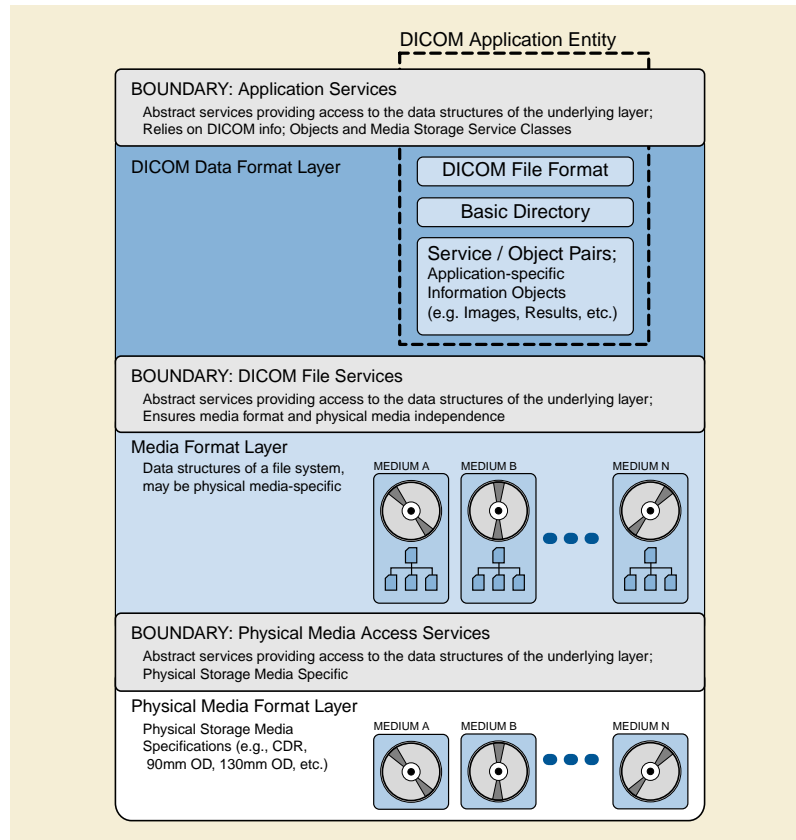 DICOM Application Entity
BOUNDARY: Application Services
Abstract services providing access to the data structures of the underlying layer;
Relies on DICOM info; Objects and Media Storage Service Classes
DICOM Data Format Layer
DICOM File Format
Basic Directory
Service / Object Pairs;
Application-specific
Information Objects
(e.g. Images, Results, etc.)
BOUNDARY: DICOM File Services
Abstract services providing access to the data structures of the underlying layer;
Ensures media format and physical media independence
Media Format Layer
Data structures of a file system,
may be physical media-specific
MEDIUM A
MEDIUM B
MEDIUM N
BOUNDARY: Physical Media Access Services
Abstract services providing access to the data structures of the underlying layer;
Physical Storage Media Specific
Physical Media Format Layer
Physical Storage Media
Specifications (e.g., CDR,
90mm OD, 130mm OD, etc.)
MEDIUM A
MEDIUM B
MEDIUM N